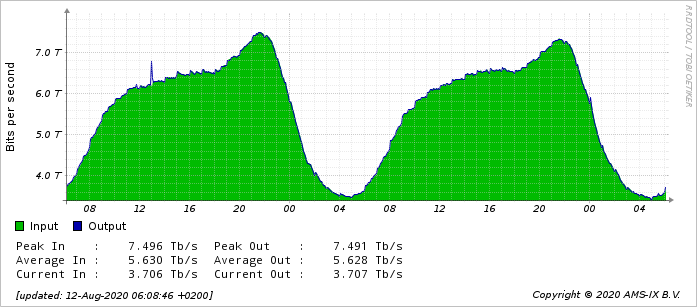 RRDTOOL / TOBI OETIKER
Bits per second
7.0 T
6.0 T
5.0 T
4.0 T
08 12 16 20 00 04 08 12 16 20 00 04
Input Output
Peak In : 7.496 Tb/s Peak Out : 7.491 Tb/s
Average In : 5.630 Tb/s Average Out : 5.628 Tb/s
Current In : 3.706 Tb/s Current Out : 3.707 Tb/s
[updated: 12-Aug-2020 06:08:46 +0200]
Copyright © 2020 AMS-IX B.V.